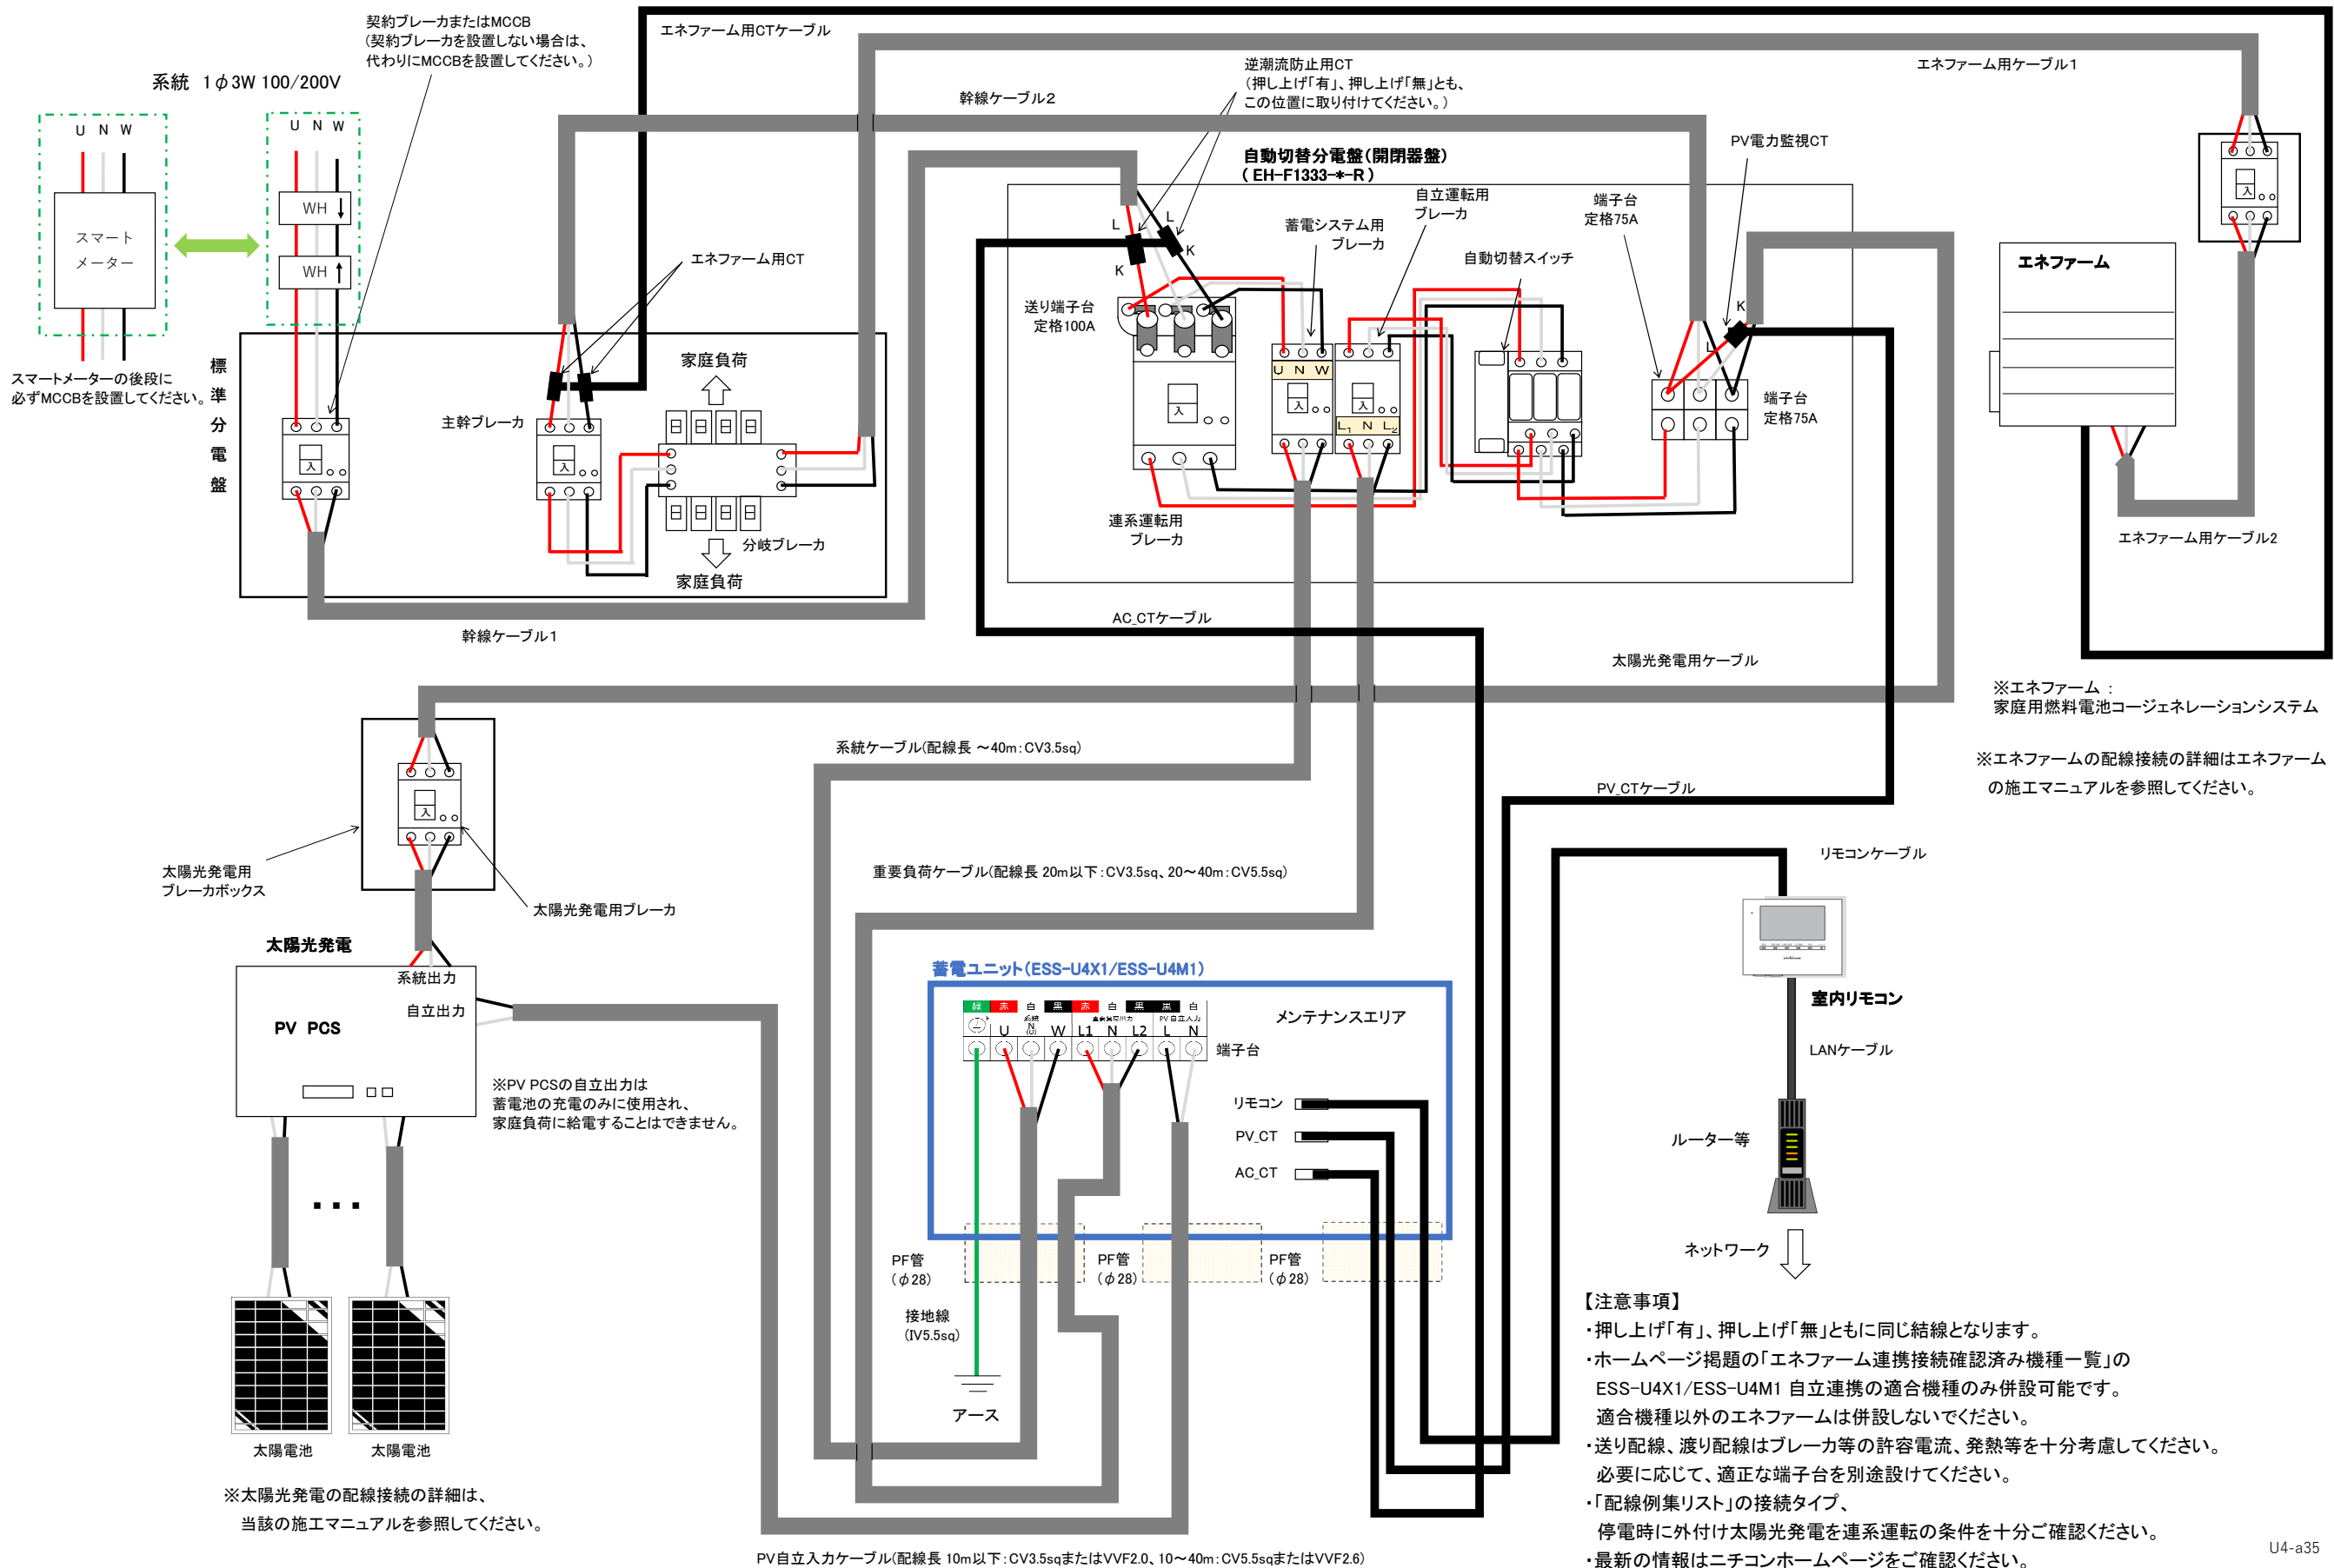 契約ブレーカまたはMCCB
(契約ブレーカを設置しない場合は、
代わりにMCCBを設置してください。)
エネファーム用CTケーブル
系統 1φ3W 100/200V
U N W
U N W
スマート
メーター
WH
WH
スマートメーターの後段に
必ずMCCBを設置してください。
標準分電盤
入
幹線ケーブル2
逆潮流防止用CT
(押し上げ「有」、押し上げ「無」とも、
この位置に取り付けてください。)
エネファーム用ケーブル1
PV電力監視CT
自動切替分電盤(開閉器盤)
( EH-F1333-*-R )
自立運転用
ブレーカ
蓄電システム用
ブレーカ
端子台
定格75A
自動切替スイッチ
L
L
K
K
送り端子台
定格100A
入
U N W
入
入
L1 N L2
K
L
端子台
定格75A
連系運転用
ブレーカ
エネファーム用CT
家庭負荷
主幹ブレーカ
入
分岐ブレーカ
家庭負荷
幹線ケーブル1
入
エネファーム
エネファーム用ケーブル2
AC_CTケーブル
太陽光発電用ケーブル
※エネファーム :
家庭用燃料電池コージェネレーションシステム
※エネファームの配線接続の詳細はエネファーム
の施工マニュアルを参照してください。
系統ケーブル(配線長 ~40m:CV3.5sq)
PV_CTケーブル
入
太陽光発電用
ブレーカボックス
太陽光発電用ブレーカ
重要負荷ケーブル(配線長 20m以下:CV3.5sq、20~40m:CV5.5sq)
リモコンケーブル
太陽光発電
系統出力
自立出力
PV PCS
※PV PCSの自立出力は
蓄電池の充電のみに使用され、
家庭負荷に給電することはできません。
太陽電池
太陽電池
※太陽光発電の配線接続の詳細は、
当該の施工マニュアルを参照してください。
蓄電ユニット(ESS-U4X1/ESS-U4M1)
緑 赤 白 黒 赤 白 黒 黒 白
系統 重要負荷出力 PV自立入力
U N(O) W L1 N L2 L N
端子台
メンテナンスエリア
リモコン
PV_CT
AC_CT
PF管
(φ28)
PF管
(φ28)
PF管
(φ28)
接地線
(IV5.5sq)
アース
PV自立入力ケーブル(配線長 10m以下:CV3.5sqまたはVVF2.0、10~40m:CV5.5sqまたはVVF2.6)
室内リモコン
LANケーブル
ルーター等
ネットワーク
【注意事項】
・押し上げ「有」、押し上げ「無」ともに同じ結線となります。
・ホームページ掲題の「エネファーム連携接続確認済み機種一覧」の
ESS-U4X1/ESS-U4M1 自立連携の適合機種のみ併設可能です。
適合機種以外のエネファームは併設しないでください。
・送り配線、渡り配線はブレーカ等の許容電流、発熱等を十分考慮してください。
必要に応じて、適正な端子台を別途設けてください。
・「配線例集リスト」の接続タイプ、
停電時に外付け太陽光発電を連系運転の条件を十分ご確認ください。
・最新の情報はニチコンホームページをご確認ください。
U4-a35